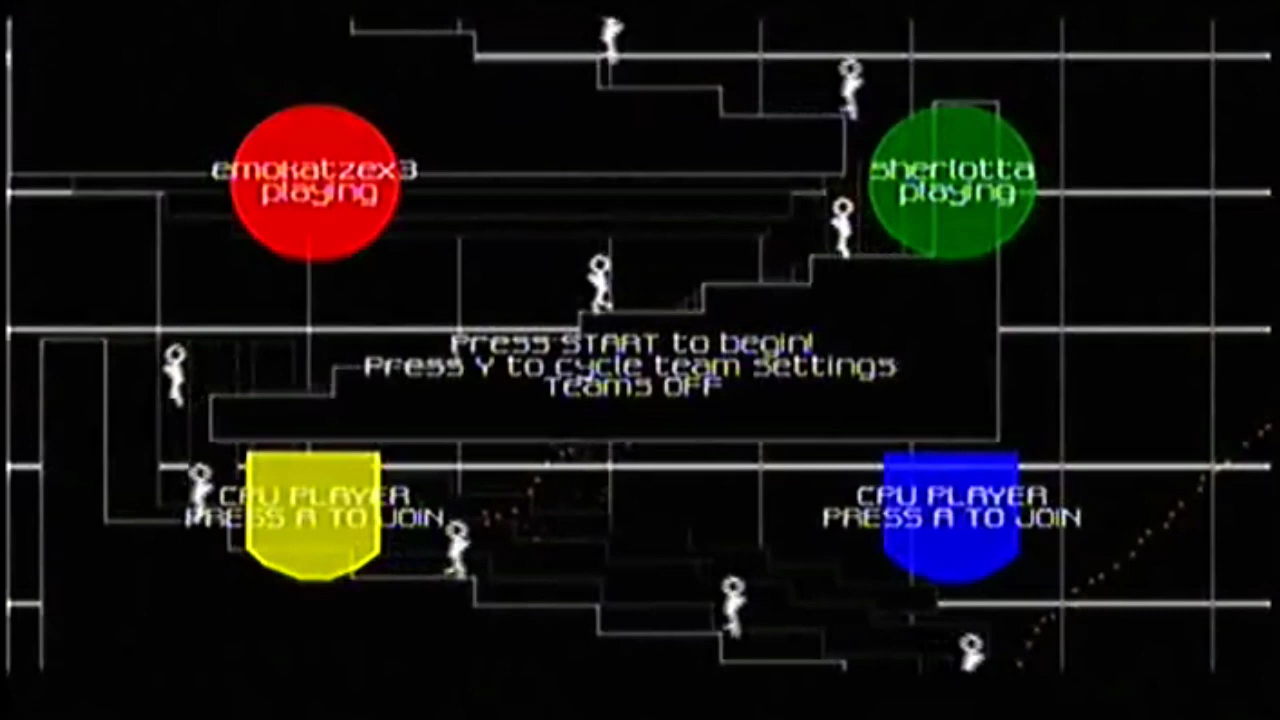 emokatzex3
playing
sherlotta
playing
Press START to begin!
Press Y to cycle team settings
Teams OFF
CPU PLAYER
PRESS A TO JOIN
CPU PLAYER
PRESS A TO JOIN